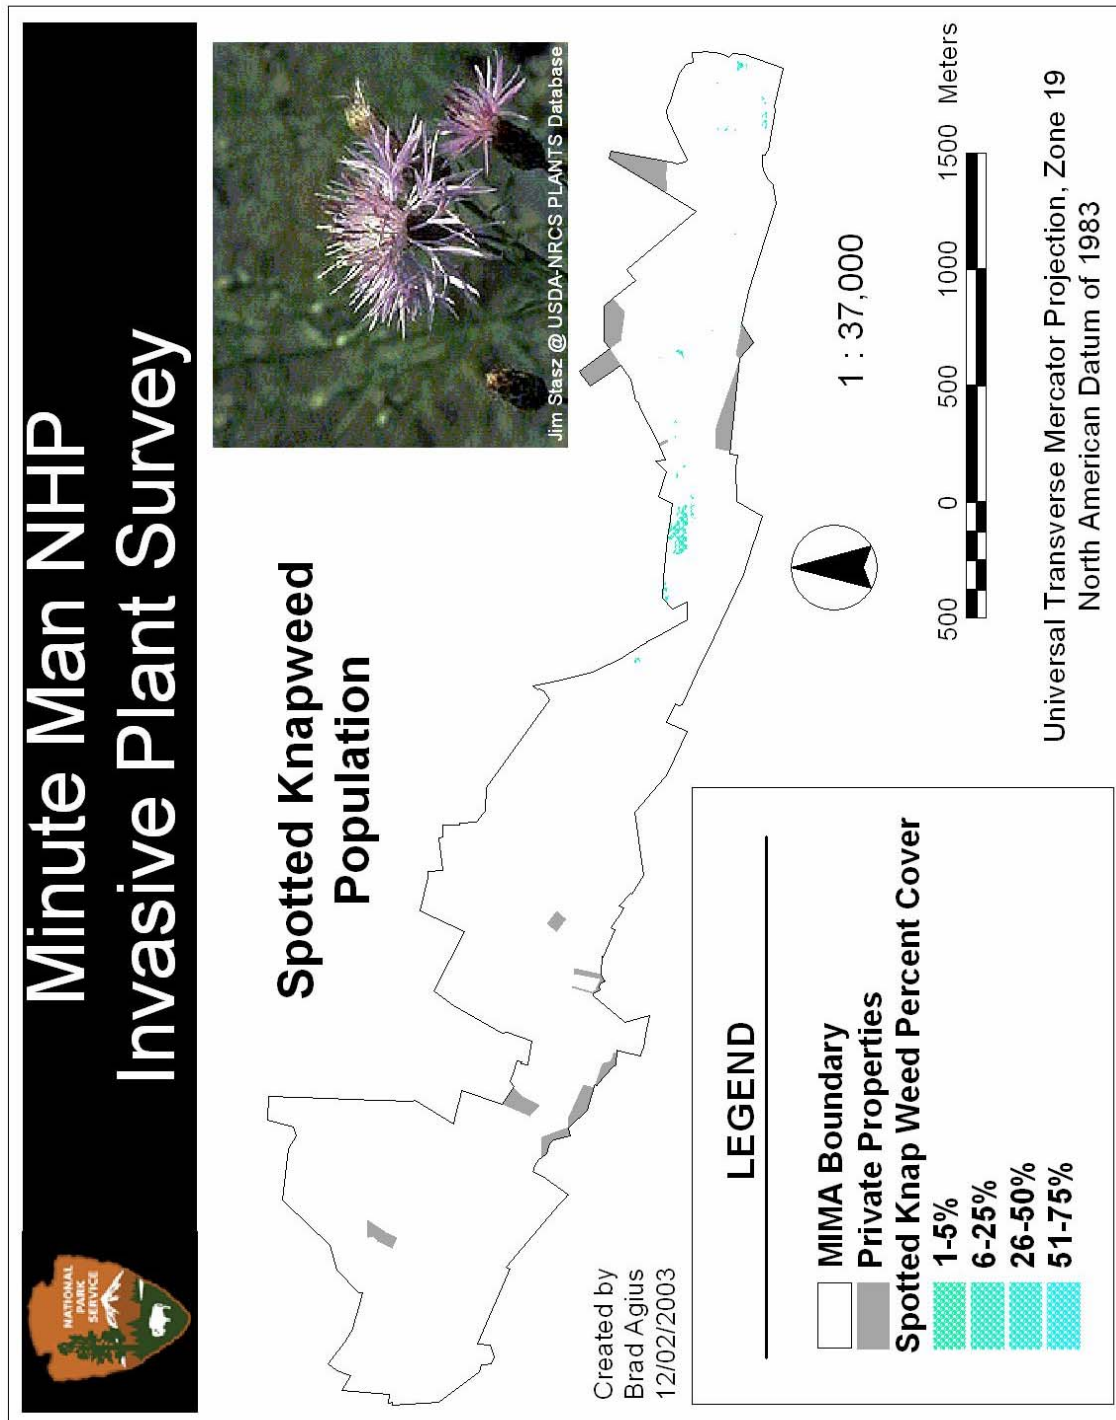 NATIONAL
PARK
SERVICE
Minute Man NHP
Invasive Plant Survey
Spotted Knapweed
Population
Jim Stasz @ USDA-NRCS PLANTS Database
Created by
Brad Agius
12/02/2003
LEGEND
MIMA Boundary
Private Properties
Spotted Knap Weed Percent Cover
1-5%
6-25%
26-50%
51-75%
1 : 37,000
500 0 500 1000 1500 Meters
Universal Transverse Mercator Projection, Zone 19
North American Datum of 1983